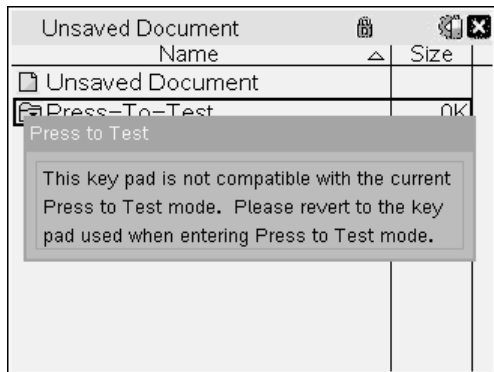 Unsaved Document
Name Size
Unsaved Document
Press-To-Test 0K
Press to Test
This key pad is not compatible with the current
Press to Test mode. Please revert to the key
pad used when entering Press to Test mode.